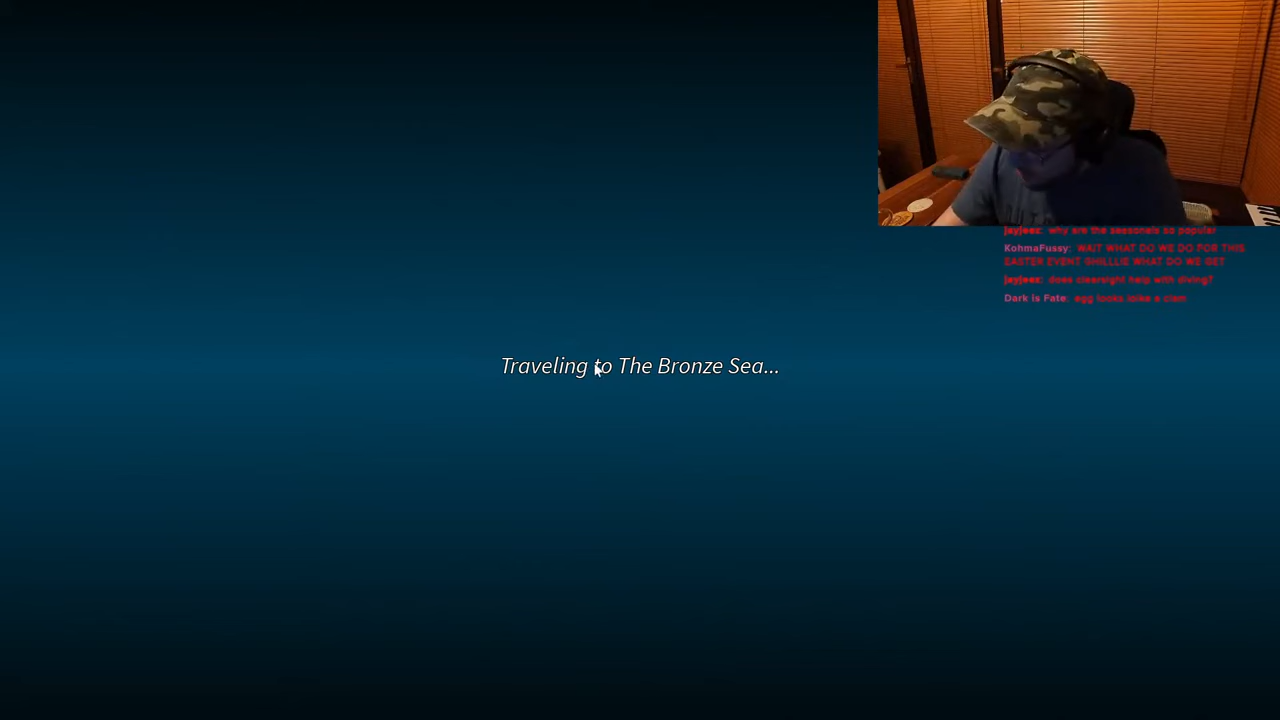 jayjeez: why are the seasonals so popular
KohmaFussy: WAIT WHAT DO WE DO FOR THIS
EASTER EVENT GHILLLIE WHAT DO WE GET
jayjeez: does clearsight help with diving?
Dark is Fate: egg looks loike a clam
Traveling to The Bronze Sea...